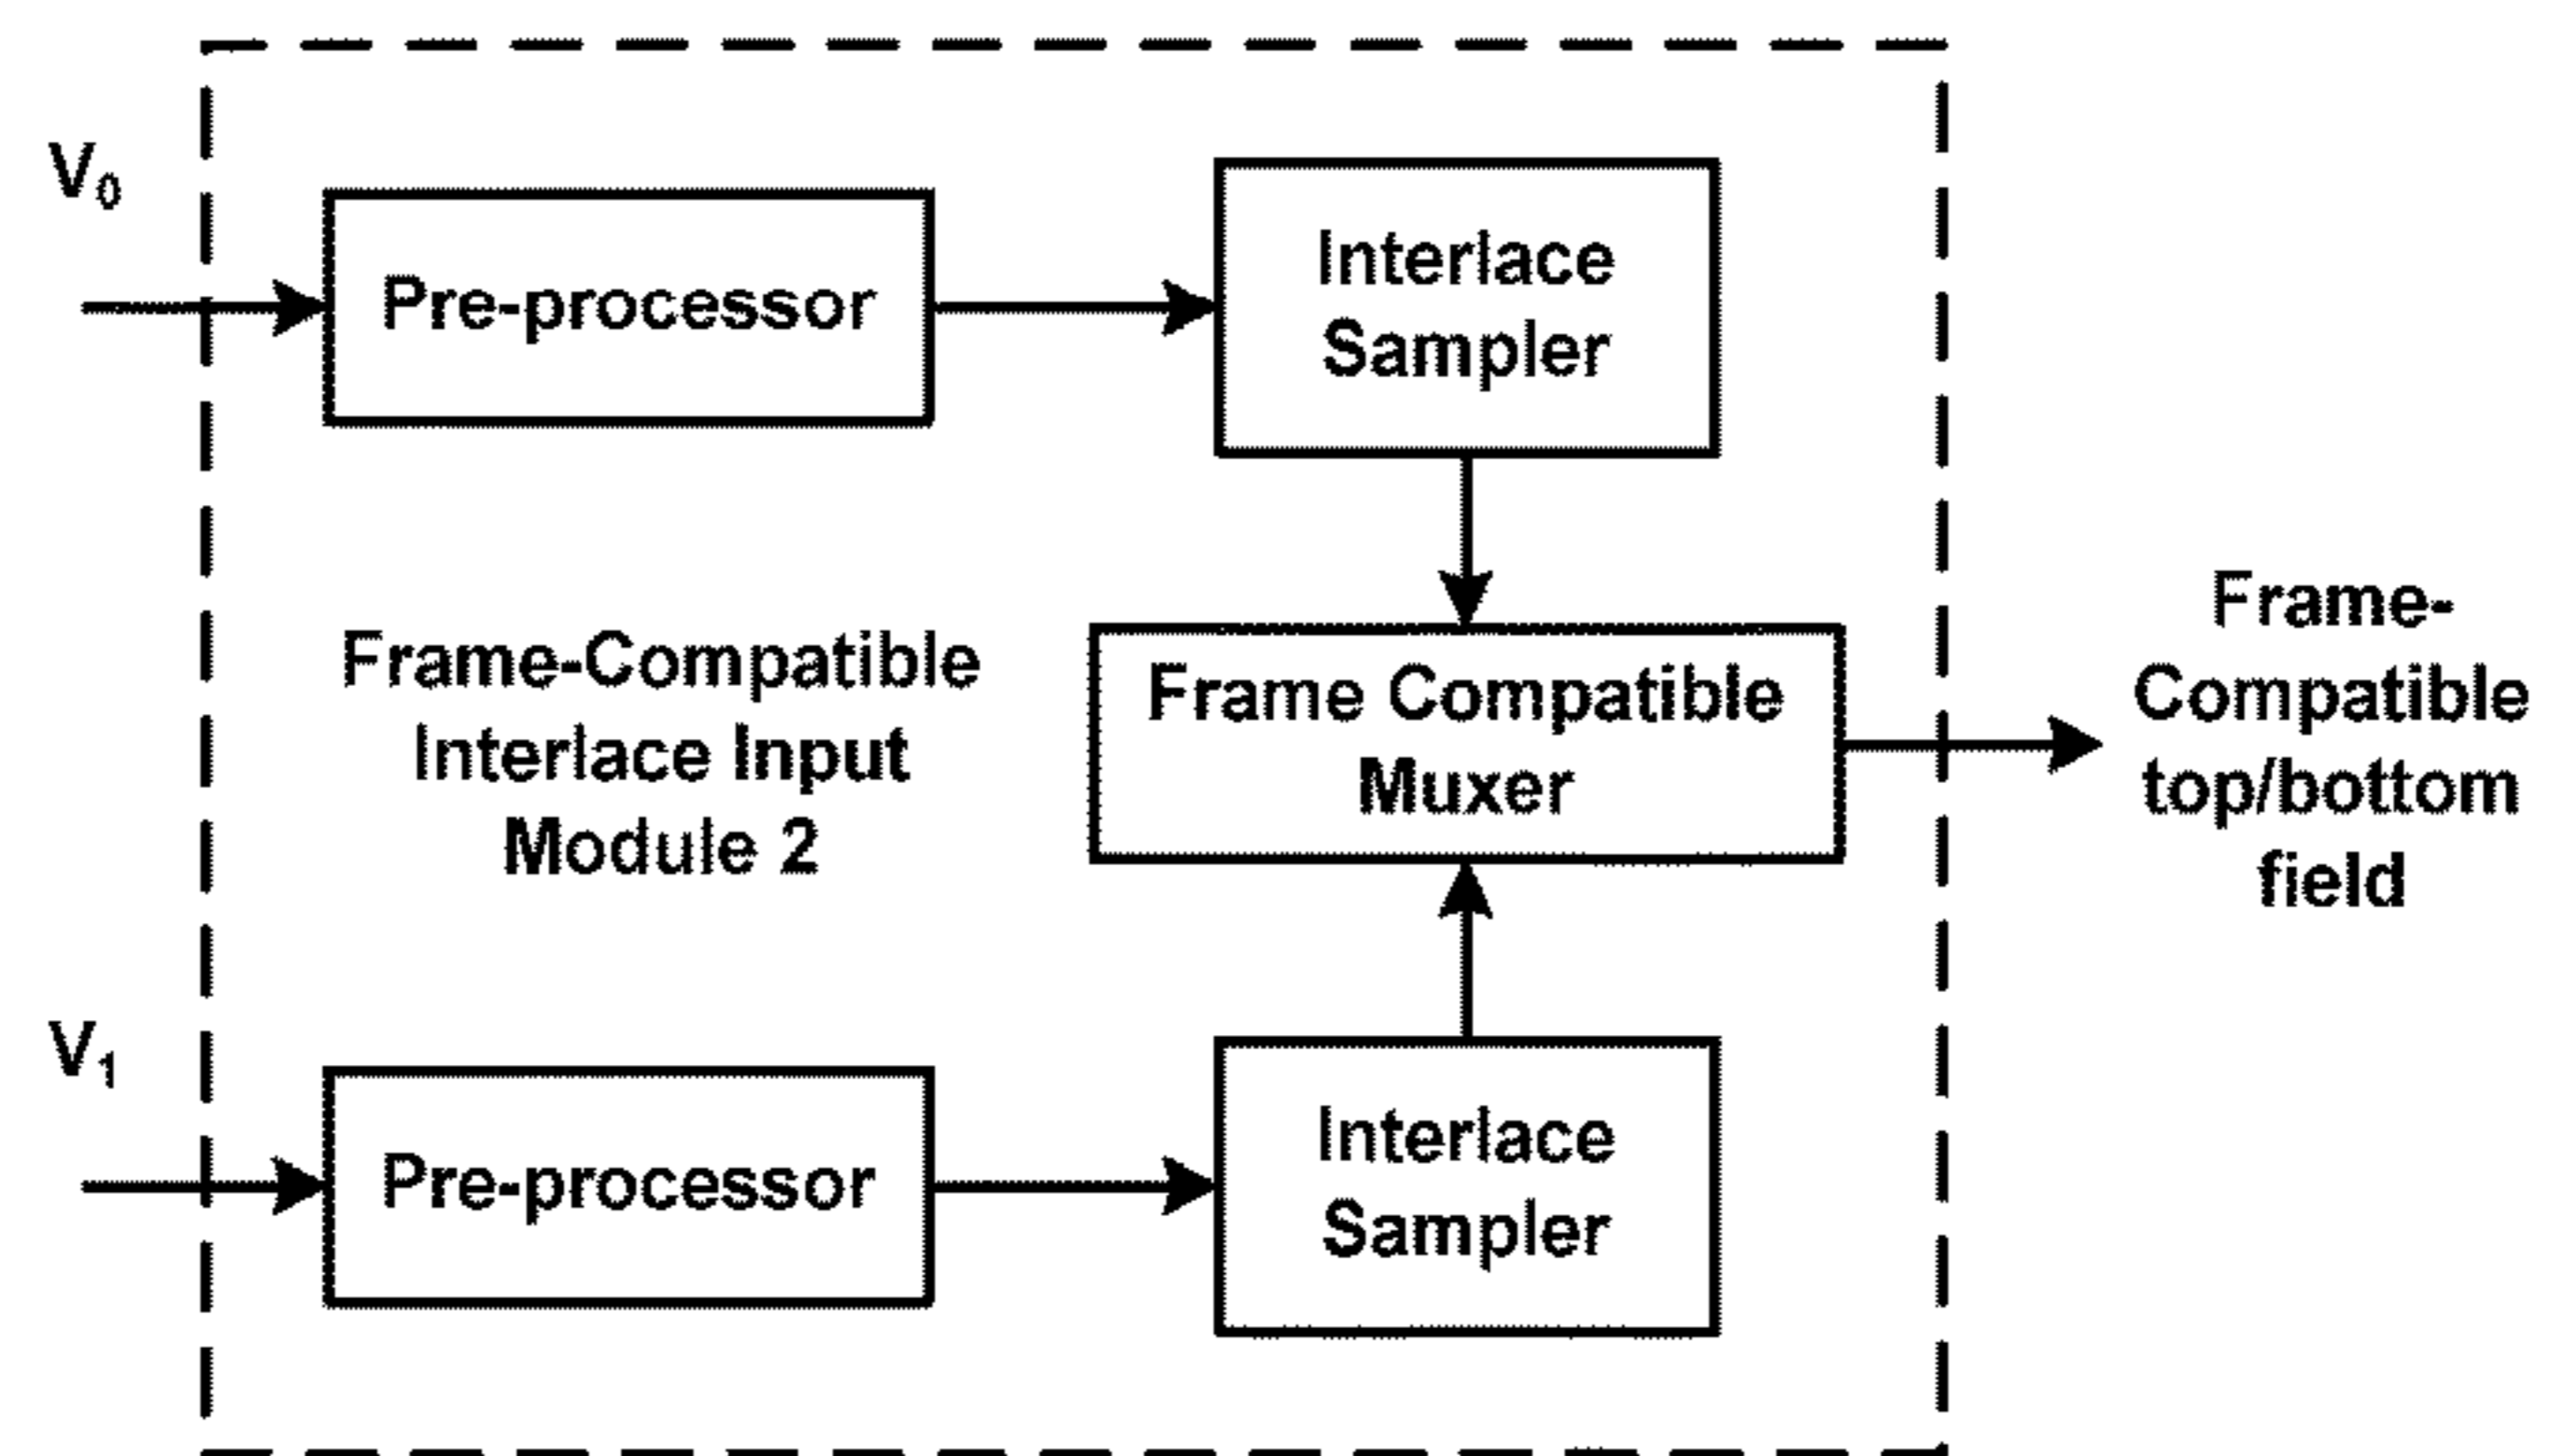 V0
Pre-processor
Interlace
Sampler
Frame-Compatible
Interlace Input
Module 2
Frame Compatible
Muxer
Frame-
Compatible
top/bottom
field
V1
Pre-processor
Interlace
Sampler